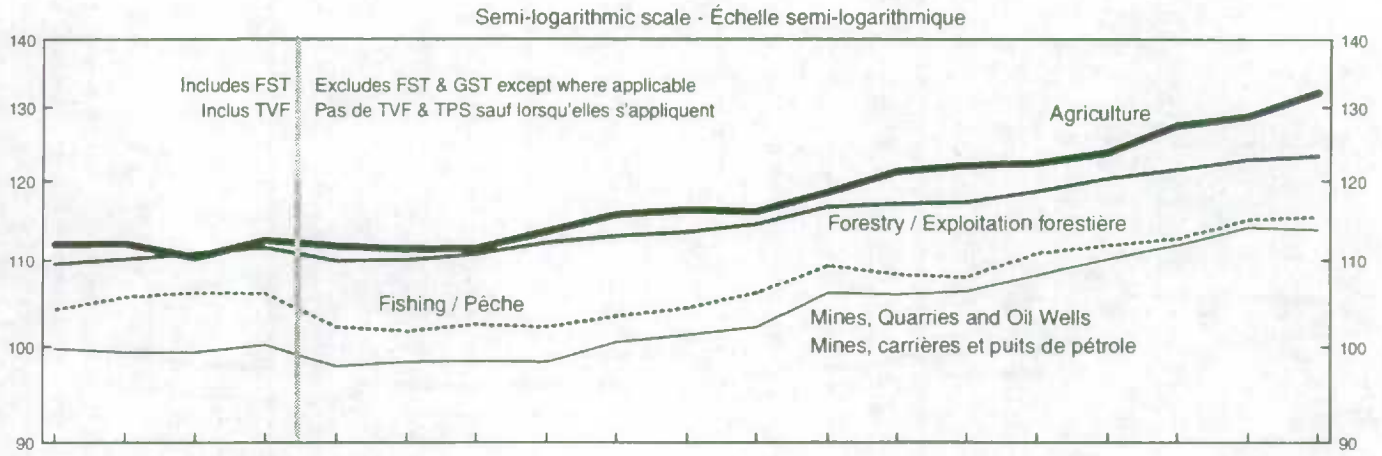 Semi-logarithmic scale - Échelle semi-logarithmique
140
140
Includes FST
Excludes FST & GST except where applicable
Inclus TVF
Pas de TVF & TPS sauf lorsqu'elles s'appliquent
130
130
Agriculture
120
120
Forestry / Exploitation forestière
110
110
Fishing / Pêche
Mines, Quarries and Oil Wells
Mines, carrières et puits de pétrole
100
100
90
90